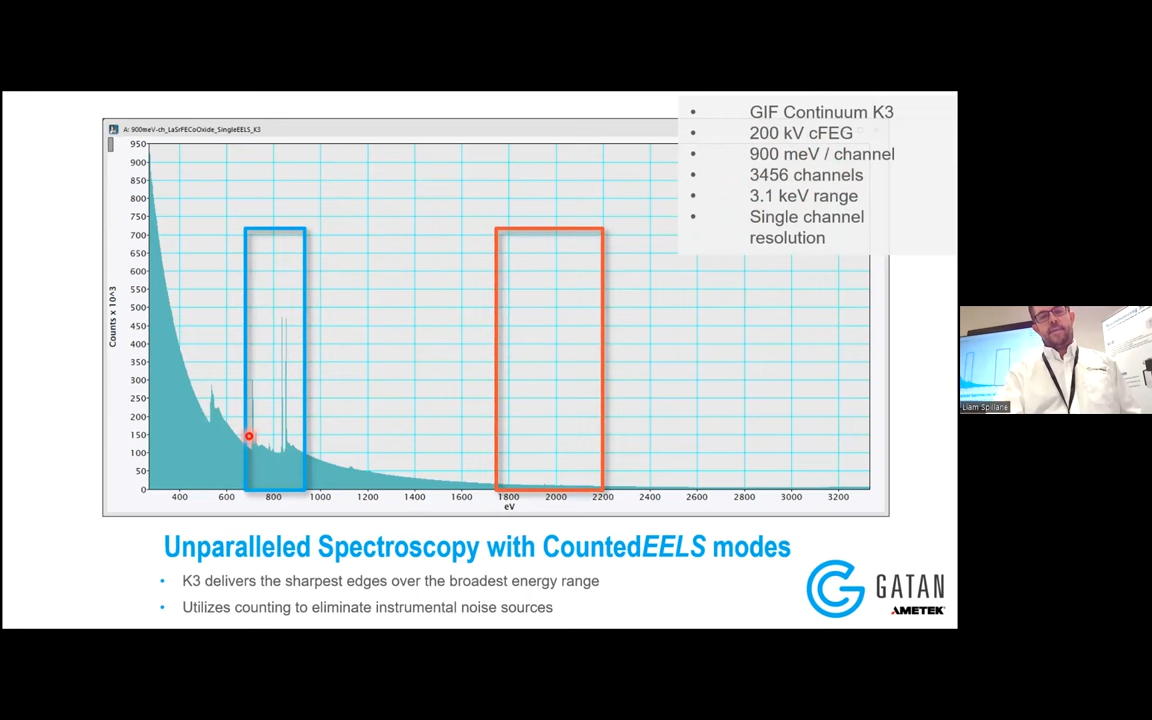 A: 900meV-ch_LaSrFECoOxide_SingleEELS_K3
950
900
850
800
750
700
650
600
550
500
450
400
350
300
250
200
150
100
50
0
Counts x 10^3
400 600 800 1000 1200 1400 1600 1800 2000 2200 2400 2600 2800 3000 3200
eV
• GIF Continuum K3
• 200 kV cFEG
• 900 meV / channel
• 3456 channels
• 3.1 keV range
• Single channel
resolution
Unparalleled Spectroscopy with CountedEELS modes
• K3 delivers the sharpest edges over the broadest energy range
• Utilizes counting to eliminate instrumental noise sources
GATAN
AMETEK
Liam Spillane